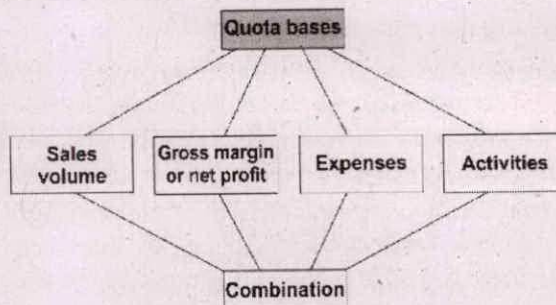 Quota bases
Sales
volume
Gross margin
or net profit
Expenses
Activities
Combination